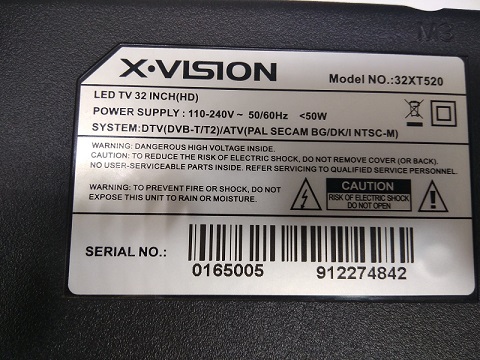 M3
X·VISION
Model NO.:32XT520
LED TV 32 INCH(HD)
POWER SUPPLY : 110-240V ~ 50/60Hz <50W
SYSTEM:DTV(DVB-T/T2)/ATV(PAL SECAM BG/DK/I NTSC-M)
WARNING: DANGEROUS HIGH VOLTAGE INSIDE.
CAUTION: TO REDUCE THE RISK OF ELECTRIC SHOCK, DO NOT REMOVE COVER (OR BACK).
NO USER-SERVICEABLE PARTS INSIDE. REFER SERVICING TO QUALIFIED SERVICE PERSONNEL.
WARNING: TO PREVENT FIRE OR SHOCK, DO NOT
EXPOSE THIS UNIT TO RAIN OR MOISTURE.
CAUTION
RISK OF ELECTRIC SHOCK
DO NOT OPEN
SERIAL NO.:
0165005 912274842